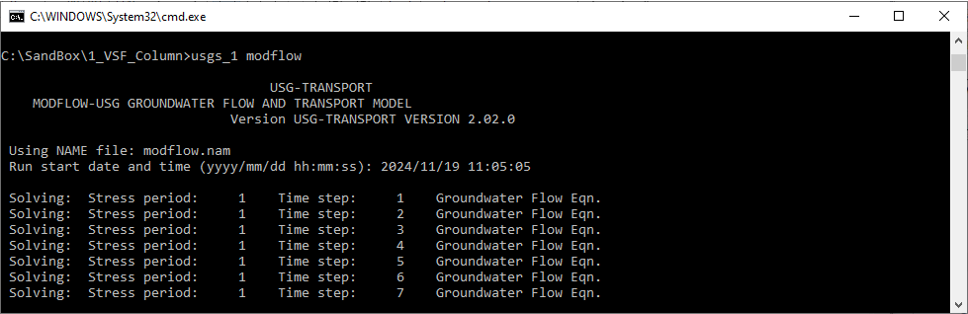 C:\WINDOWS\System32\cmd.exe
C:\SandBox\1_VSF_Column>usgs_1 modflow
USG-TRANSPORT
MODFLOW-USG GROUNDWATER FLOW AND TRANSPORT MODEL
Version USG-TRANSPORT VERSION 2.02.0
Using NAME file: modflow.nam
Run start date and time (yyyy/mm/dd hh:mm:ss): 2024/11/19 11:05:05
Solving:  Stress period:     1    Time step:     1    Groundwater Flow Eqn.
Solving:  Stress period:     1    Time step:     2    Groundwater Flow Eqn.
Solving:  Stress period:     1    Time step:     3    Groundwater Flow Eqn.
Solving:  Stress period:     1    Time step:     4    Groundwater Flow Eqn.
Solving:  Stress period:     1    Time step:     5    Groundwater Flow Eqn.
Solving:  Stress period:     1    Time step:     6    Groundwater Flow Eqn.
Solving:  Stress period:     1    Time step:     7    Groundwater Flow Eqn.